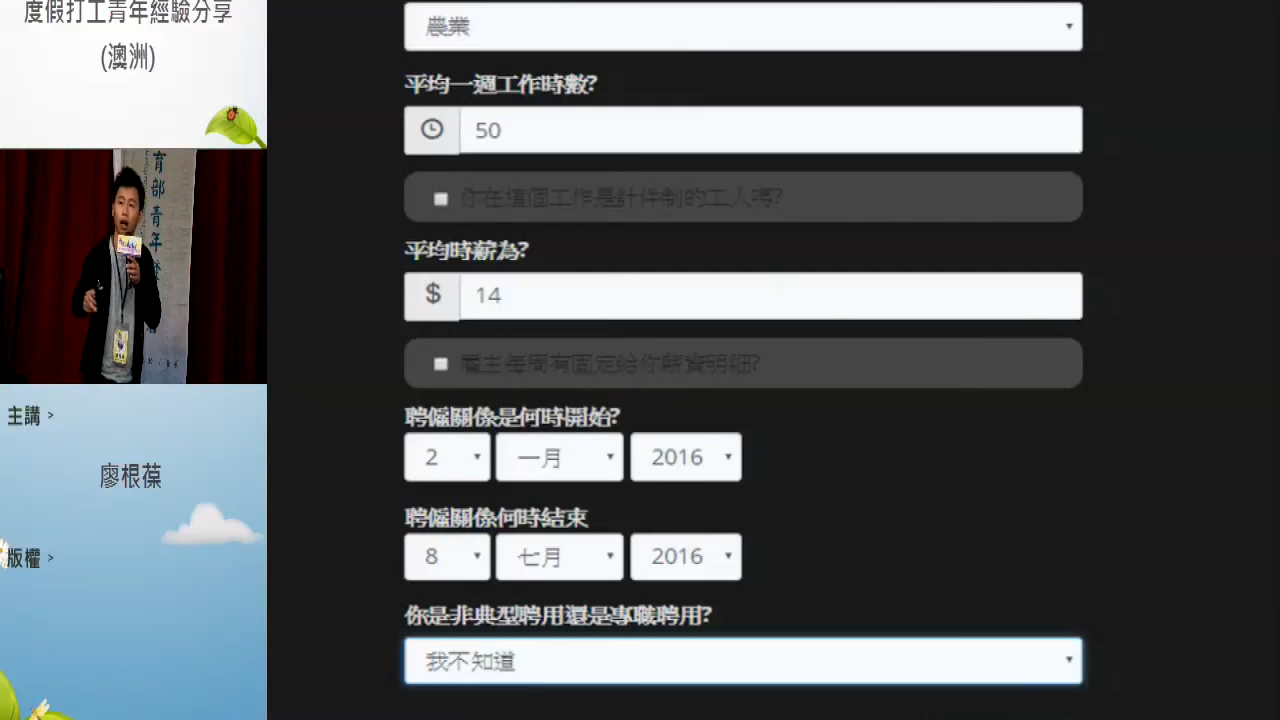 度假打工青年經驗分享
(澳洲)
育部青年發
主講 >
廖根葆
版權 >
農業
平均一週工作時數?
50
你在這個工作是計件制的工人嗎?
平均時薪為?
$ 14
雇主每周有固定給你薪資明細?
聘僱關係是何時開始?
2 一月 2016
聘僱關係何時結束
8 七月 2016
你是非典型聘用還是專職聘用?
我不知道